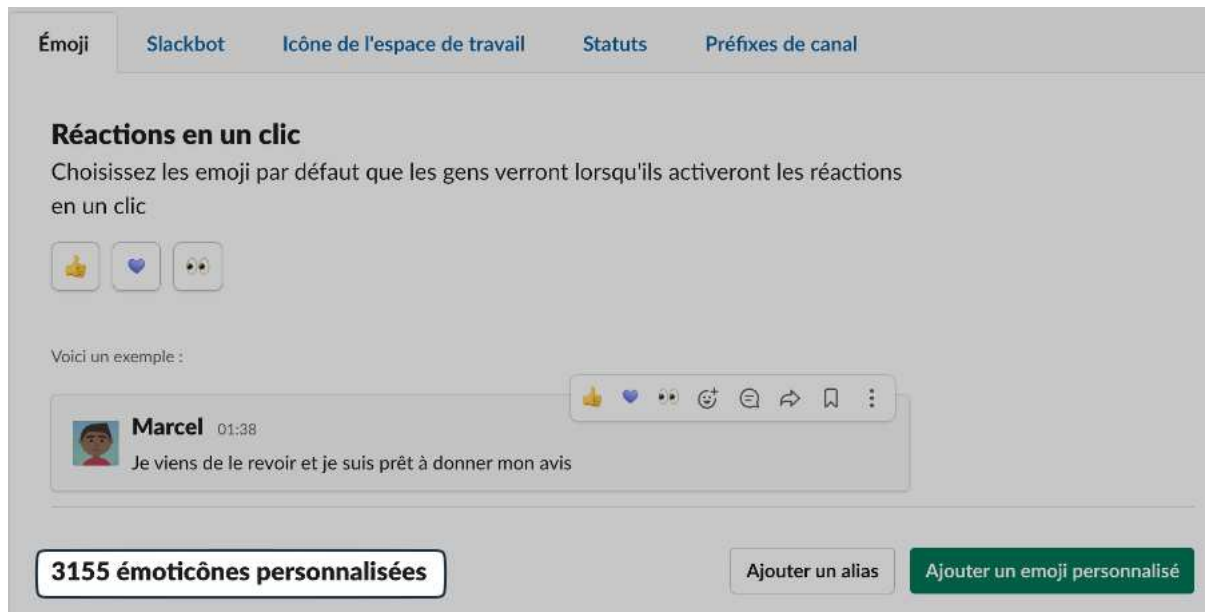 Émoji Slackbot Icône de l'espace de travail Statuts Préfixes de canal
Réactions en un clic
Choisissez les emoji par défaut que les gens verront lorsqu'ils activeront les réactions
en un clic
Voici un exemple :
Marcel 01:38
Je viens de le revoir et je suis prêt à donner mon avis
3155 émoticônes personnalisées Ajouter un alias Ajouter un emoji personnalisé